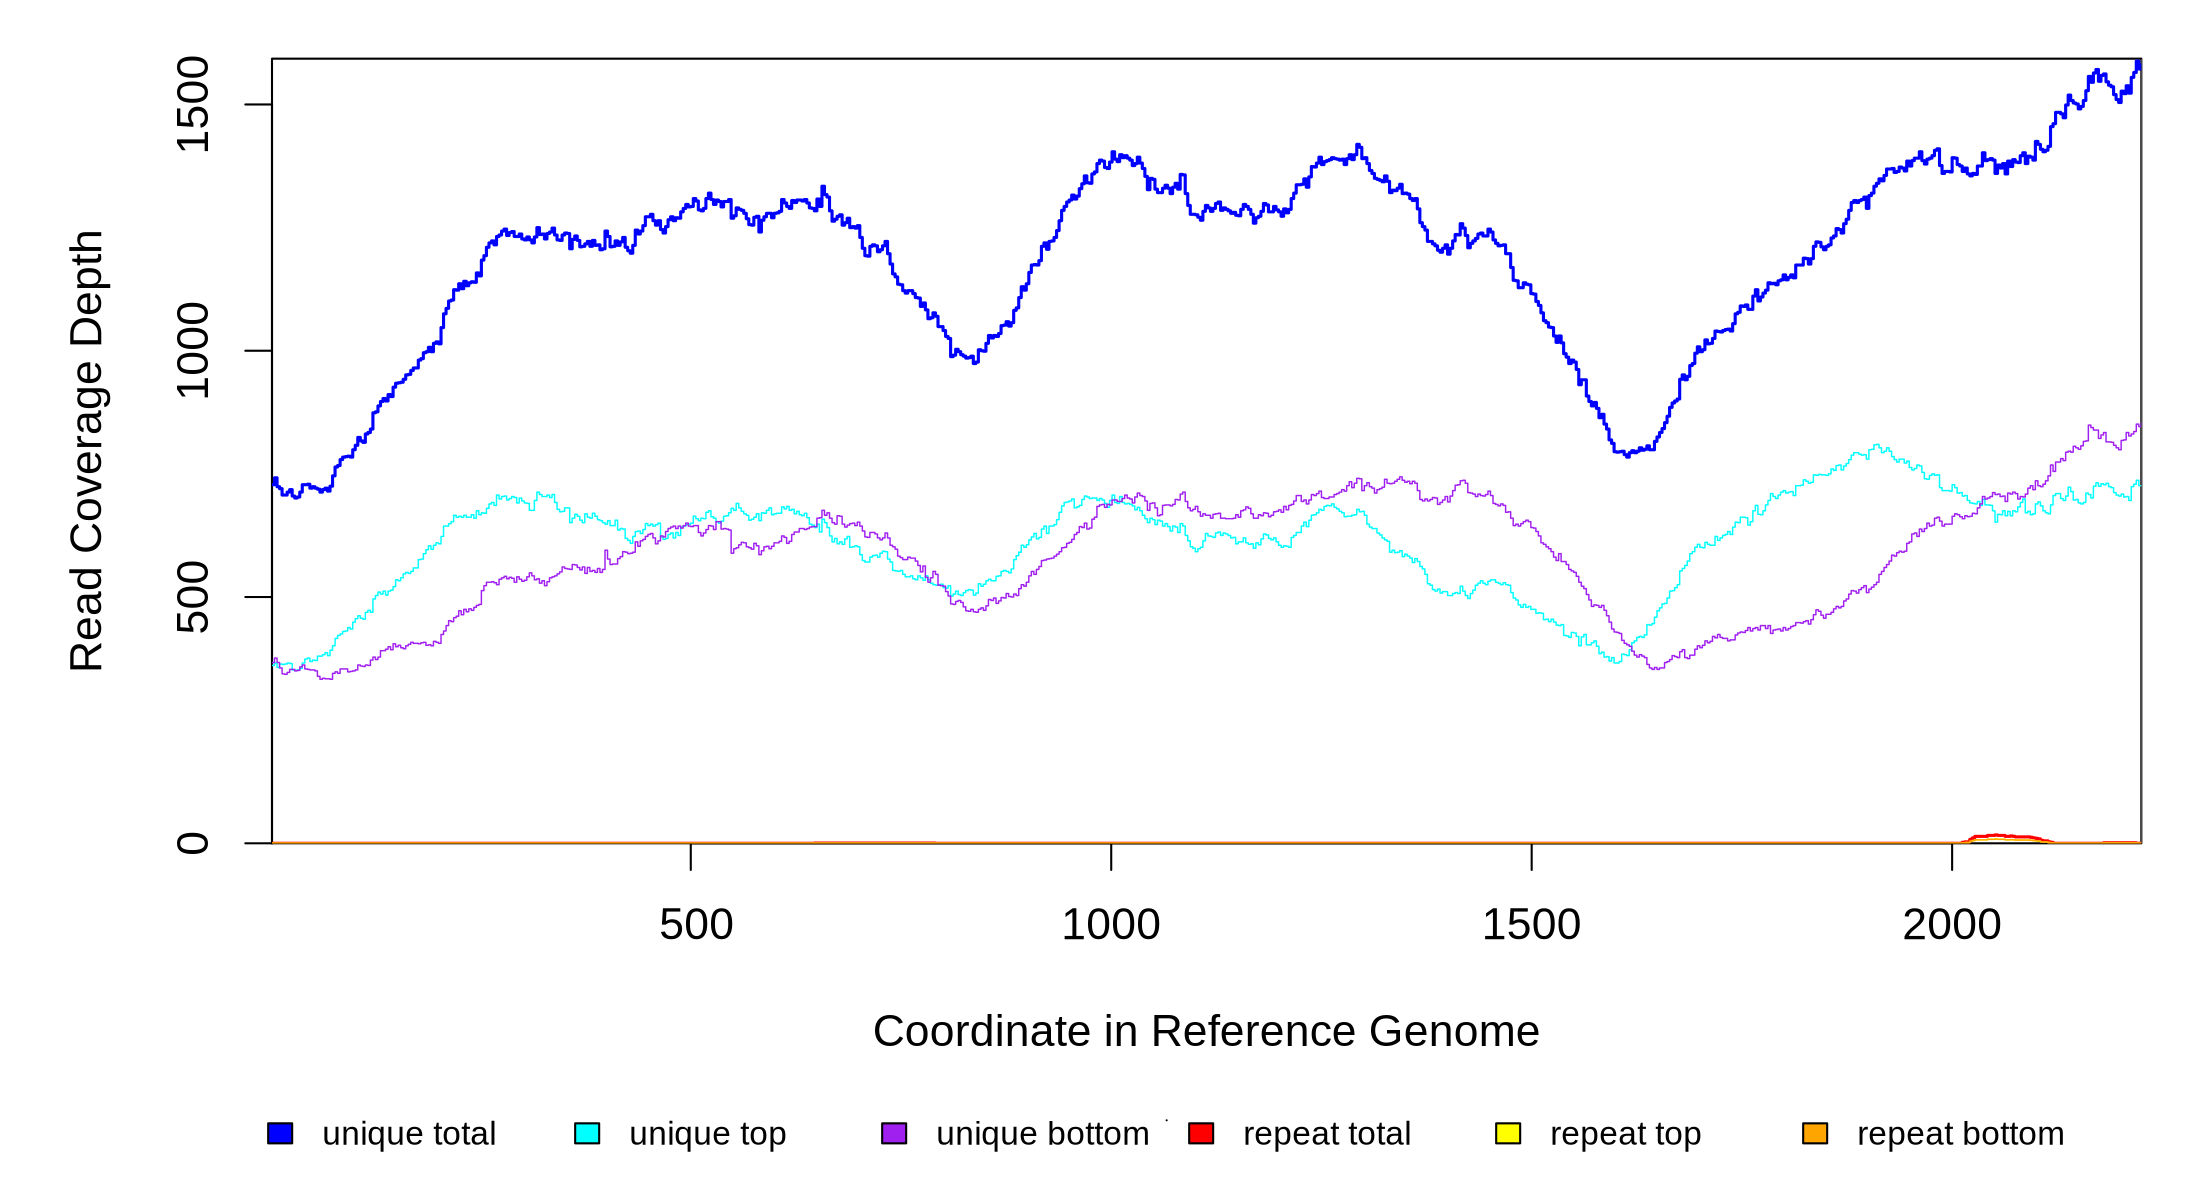 1500
1000
500
0
Read Coverage Depth
500 1000 1500 2000
Coordinate in Reference Genome
unique total unique top unique bottom repeat total repeat top repeat bottom